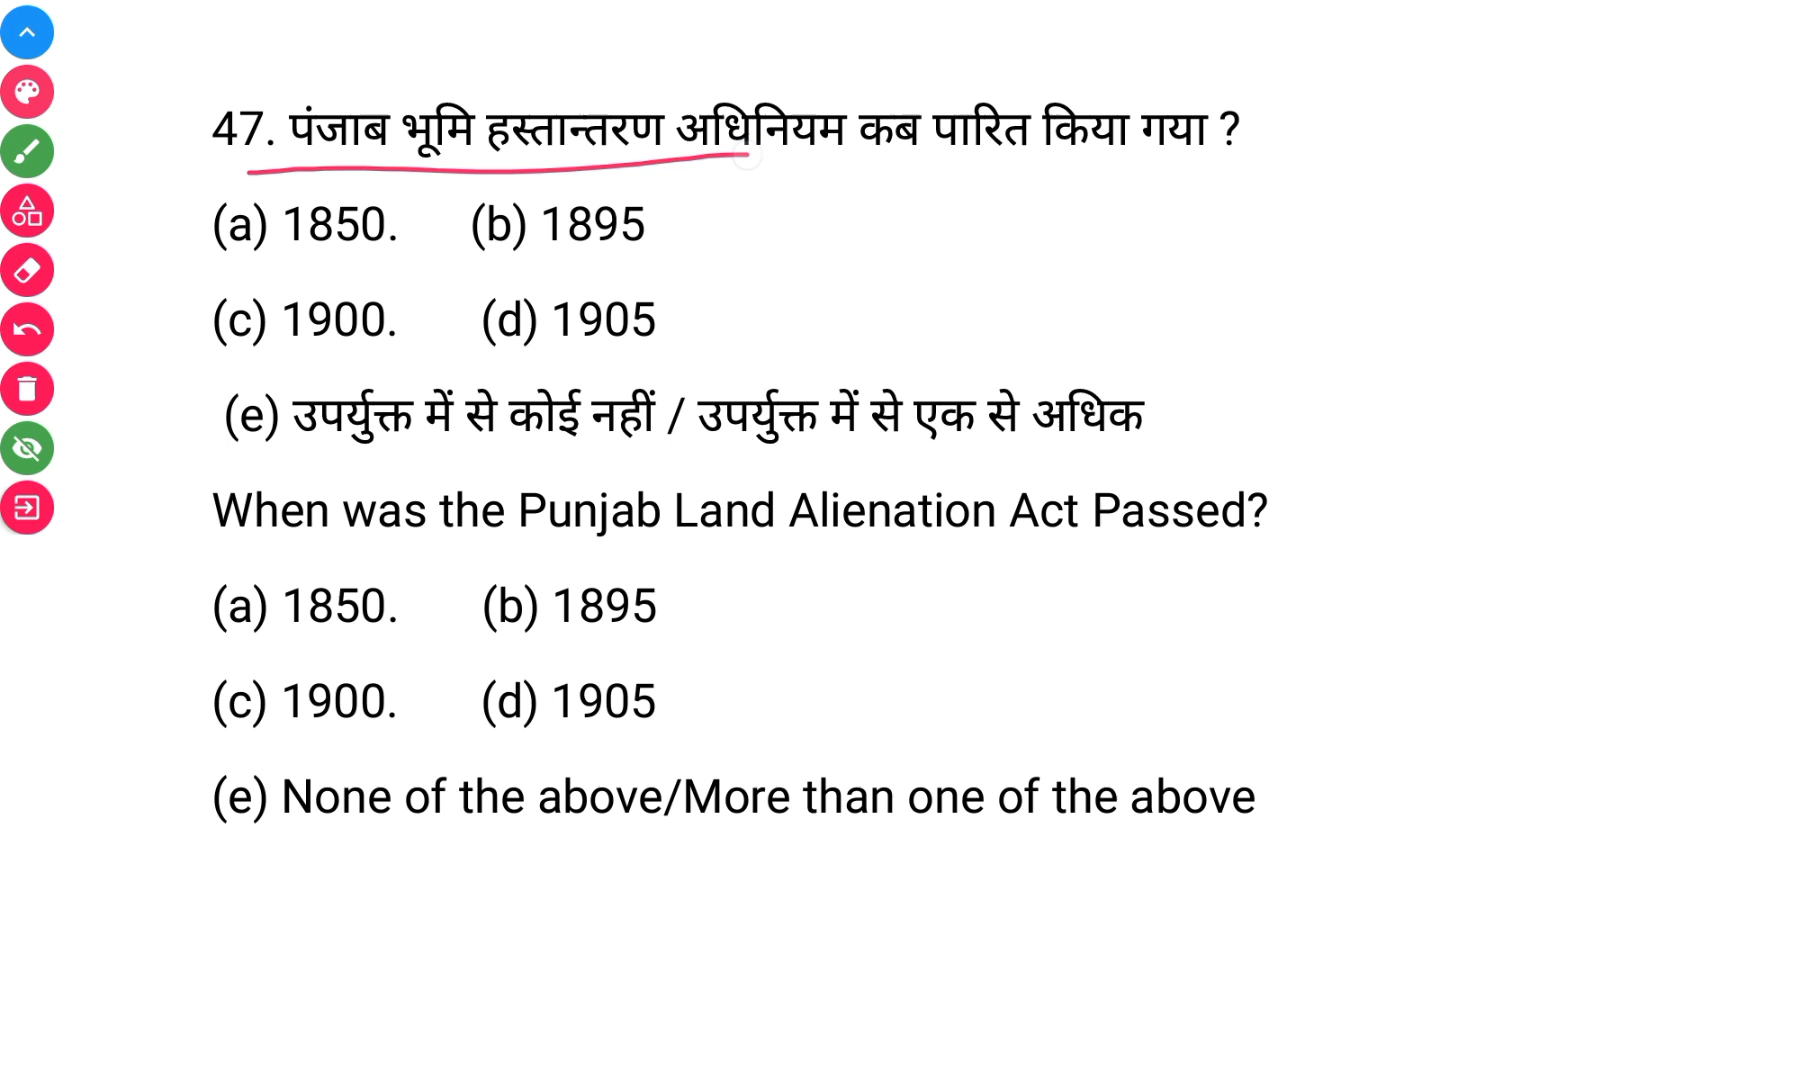 47. पंजाब भूमि हस्तान्तरण अधिनियम कब पारित किया गया ?
(a) 1850. (b) 1895
(c) 1900. (d) 1905
(e) उपर्युक्त में से कोई नहीं / उपर्युक्त में से एक से अधिक
When was the Punjab Land Alienation Act Passed?
(a) 1850. (b) 1895
(c) 1900. (d) 1905
(e) None of the above/More than one of the above